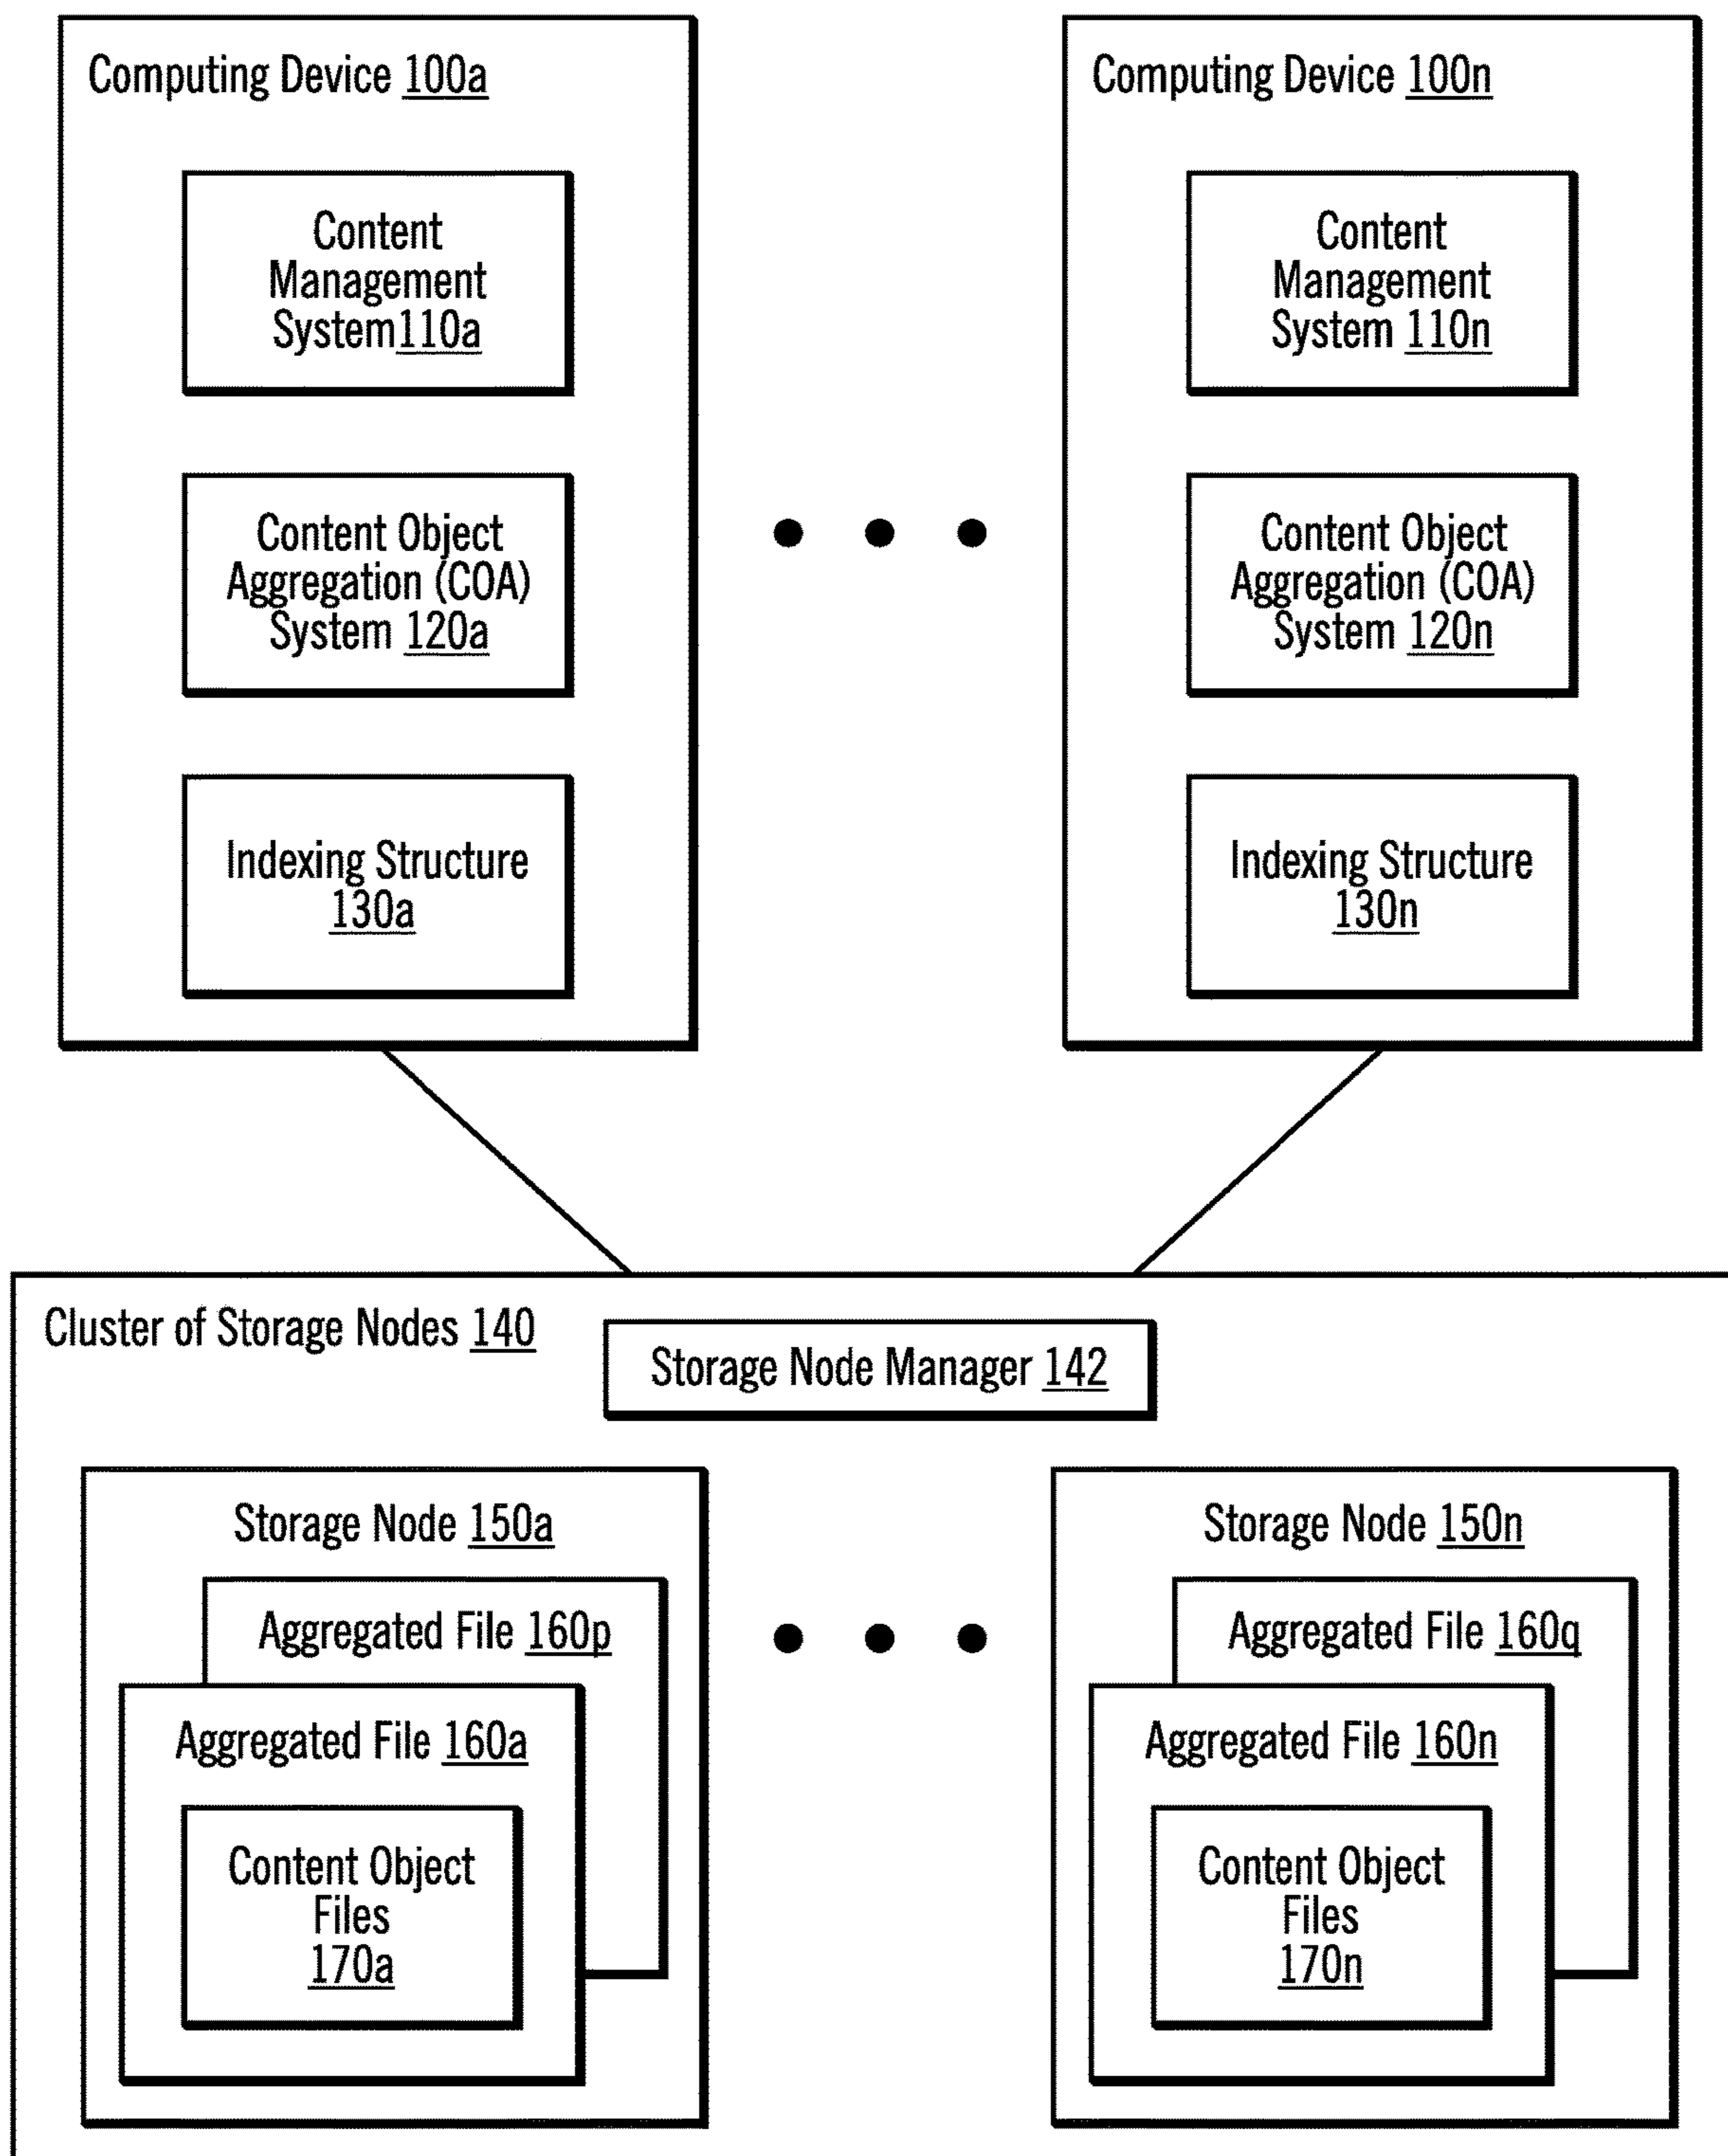 Computing Device 100a
Content
Management
System110a
Content Object
Aggregation (COA)
System 120a
Indexing Structure
130a
Computing Device 100n
Content
Management
System 110n
Content Object
Aggregation (COA)
System 120n
Indexing Structure
130n
Cluster of Storage Nodes 140
Storage Node Manager 142
Storage Node 150a
Aggregated File 160p
Aggregated File 160a
Content Object
Files
170a
Storage Node 150n
Aggregated File 160q
Aggregated File 160n
Content Object
Files
170n